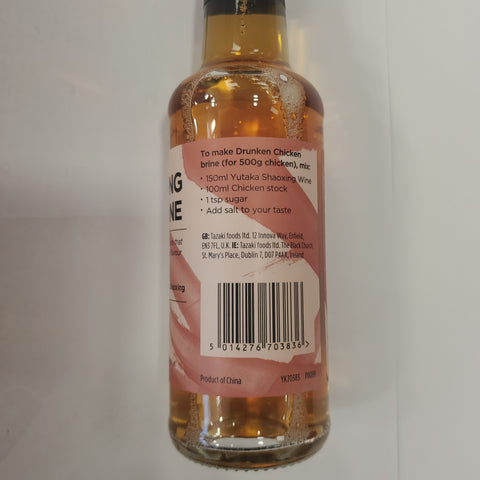 To make Drunken Chicken
brine (for 500g chicken), mix:
• 150ml Yutaka Shaoxing Wine
• 100ml Chicken stock
• 1 tsp sugar
• Add salt to your taste
GB: Tazaki foods ltd. 12 Innova Way, Enfield,
EN3 7FL, U.K. IE: Tazaki foods ltd. The Black Church,
St. Mary's Place, Dublin 7, D07 P4AX, Ireland
5 014276 703836 >
Product of China
YK70383 P0099
NG
NE